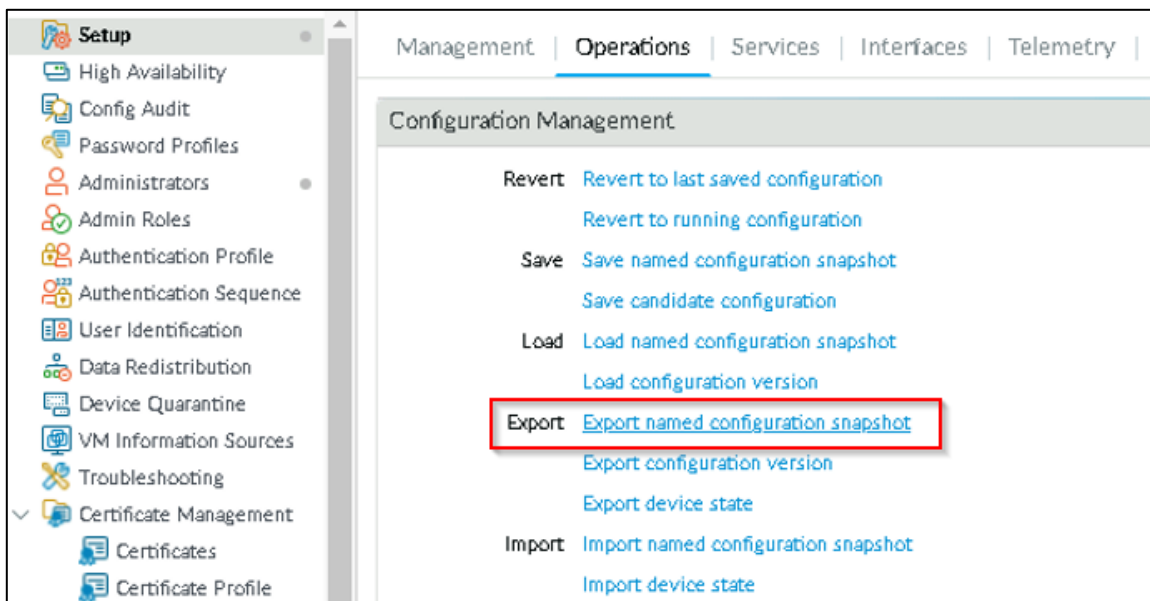 Setup
High Availability
Config Audit
Password Profiles
Administrators
Admin Roles
Authentication Profile
Authentication Sequence
User Identification
Data Redistribution
Device Quarantine
VM Information Sources
Troubleshooting
Certificate Management
Certificates
Certificate Profile
Management | Operations | Services | Interfaces | Telemetry |
Configuration Management
Revert Revert to last saved configuration
Revert to running configuration
Save Save named configuration snapshot
Save candidate configuration
Load Load named configuration snapshot
Load configuration version
Export Export named configuration snapshot
Export configuration version
Export device state
Import Import named configuration snapshot
Import device state